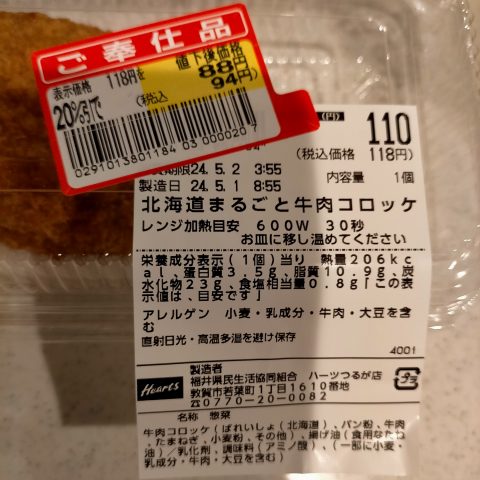 ご奉仕品
表示価格 118円を
20%引で
値下後価格
88円
(税込 94円)
0291013801184 03 000020 7
(円) 110
(税込価格 118円)
期限24.5.2 3:55
製造日 24.5.1 8:55
内容量 1個
北海道まるごと牛肉コロッケ
レンジ加熱目安 600W 30秒
お皿に移し温めてください
栄養成分表示(1個)当り 熱量206kc
al、蛋白質3.5g、脂質10.9g、炭
水化物23g、食塩相当量0.8g「この表
示値は、目安です」
アレルゲン 小麦・乳成分・牛肉・大豆を含
む
直射日光・高温多湿を避け保存
400f
Hearts
製造者
福井県民生活協同組合 ハーツつるが店
敦賀市若葉町1丁目1610番地
☎0770-20-0082
プラ
名称 惣菜
牛肉コロッケ(ばれいしょ(北海道)、パン粉、牛肉
、たまねぎ、小麦粉、その他)、揚げ油(食用なたね
油)/乳化剤、調味料(アミノ酸)、(一部に小麦・
乳成分・牛肉・大豆を含む)